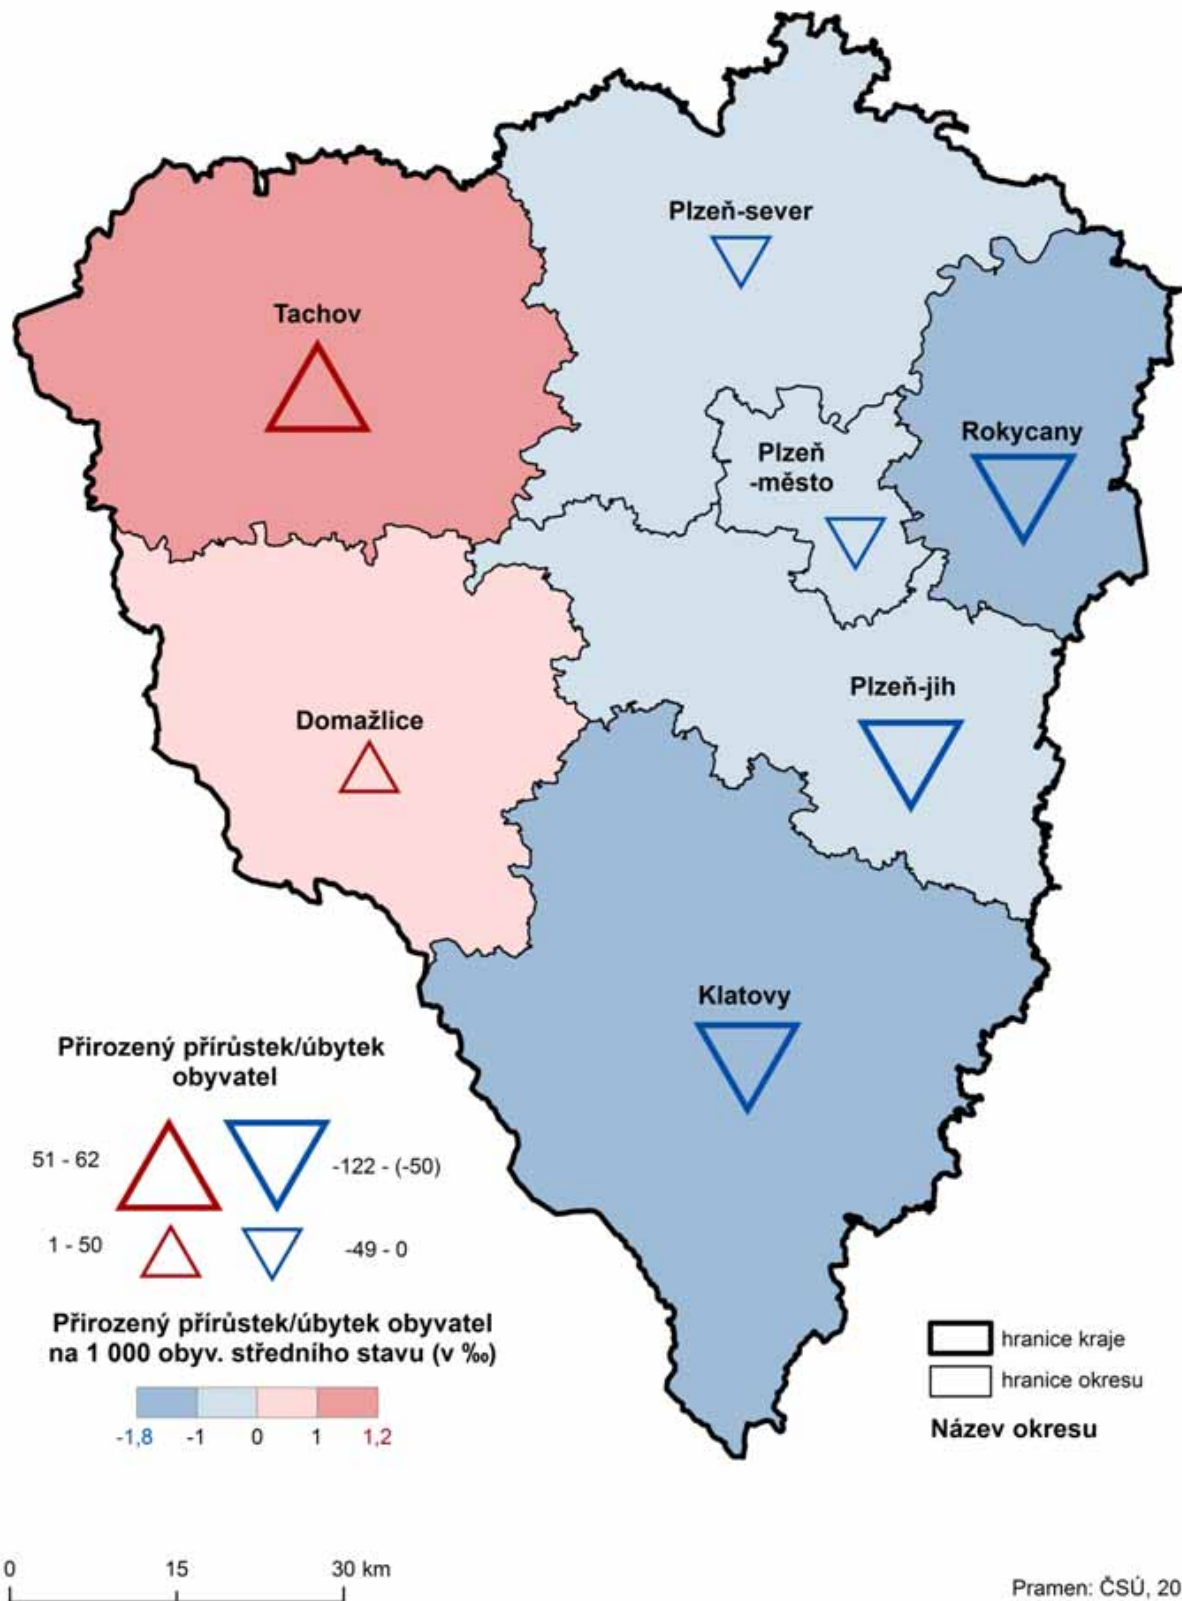 Plzeň-sever
Tachov
Rokycany
Plzeň
-město
Plzeň-jih
Domažlice
Klatovy
Přirozený přírůstek/úbytek
obyvatel
51 - 62
-122 - (-50)
1 - 50
-49 - 0
Přirozený přírůstek/úbytek obyvatel
na 1 000 obyv. středního stavu (v ‰)
-1,8 -1 0 1 1,2
hranice kraje
hranice okresu
Název okresu
0 15 30 km
Pramen: ČSÚ, 20